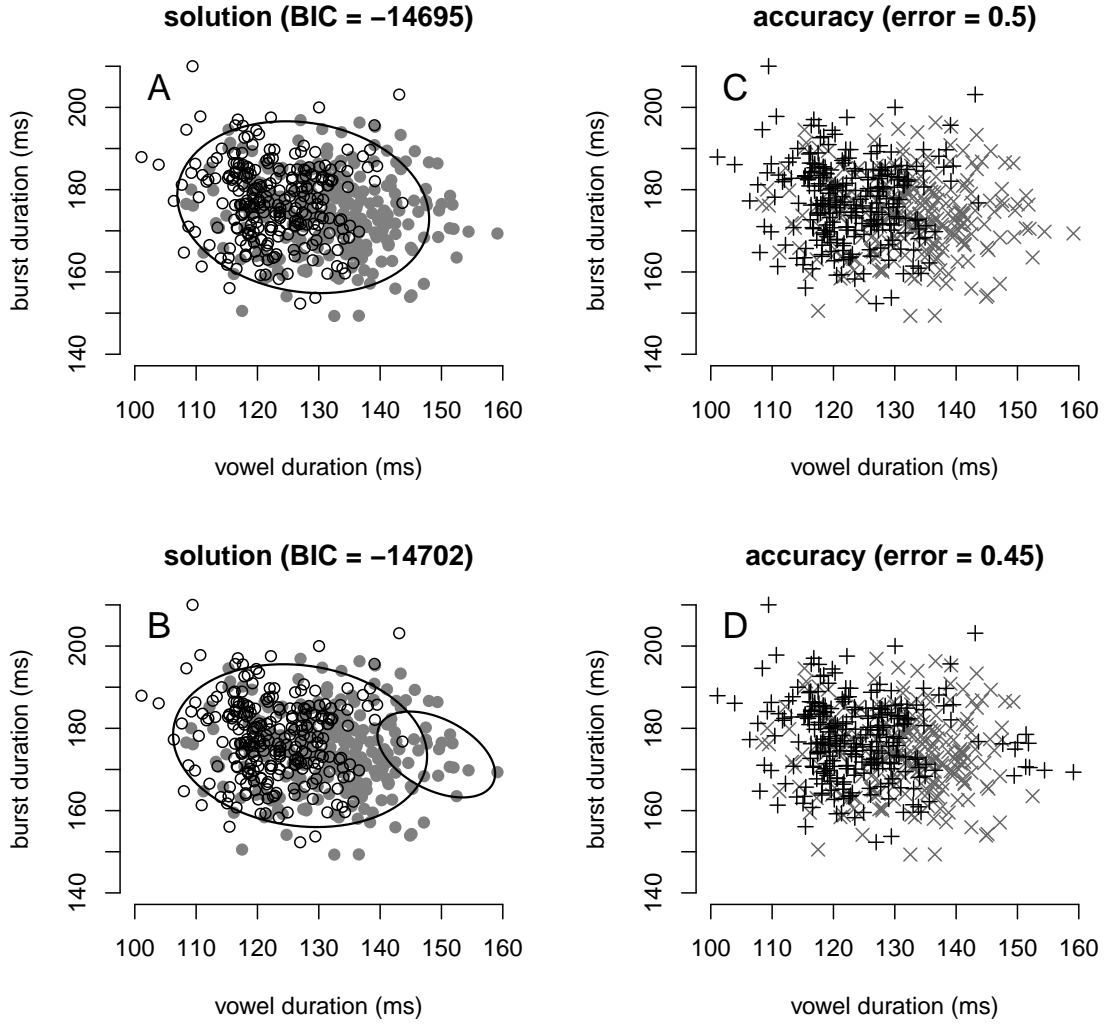 solution (BIC = −14695)
A
burst duration (ms)
140 160 180 200
100 110 120 130 140 150 160
vowel duration (ms)
accuracy (error = 0.5)
C
burst duration (ms)
140 160 180 200
100 110 120 130 140 150 160
vowel duration (ms)
solution (BIC = −14702)
B
burst duration (ms)
140 160 180 200
100 110 120 130 140 150 160
vowel duration (ms)
accuracy (error = 0.45)
D
burst duration (ms)
140 160 180 200
100 110 120 130 140 150 160
vowel duration (ms)